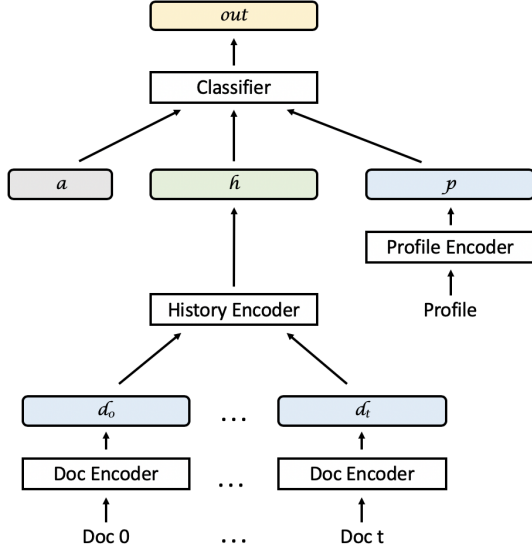 out
Classifier
a
h
p
Profile Encoder
History Encoder
Profile
d₀ ... dₜ
Doc Encoder ... Doc Encoder
Doc 0 ... Doc t